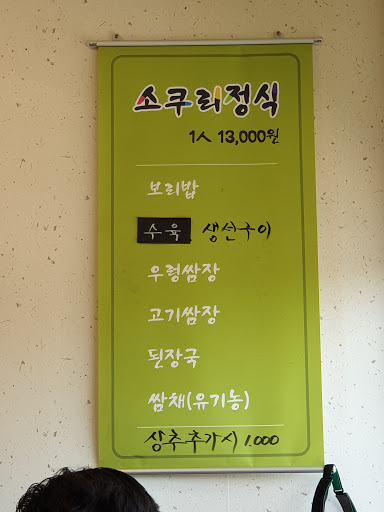 소쿠리정식
1人 13,000원
보리밥
수육 생선구이
우렁쌈장
고기쌈장
된장국
쌈채(유기농)
상추추가시 1.000